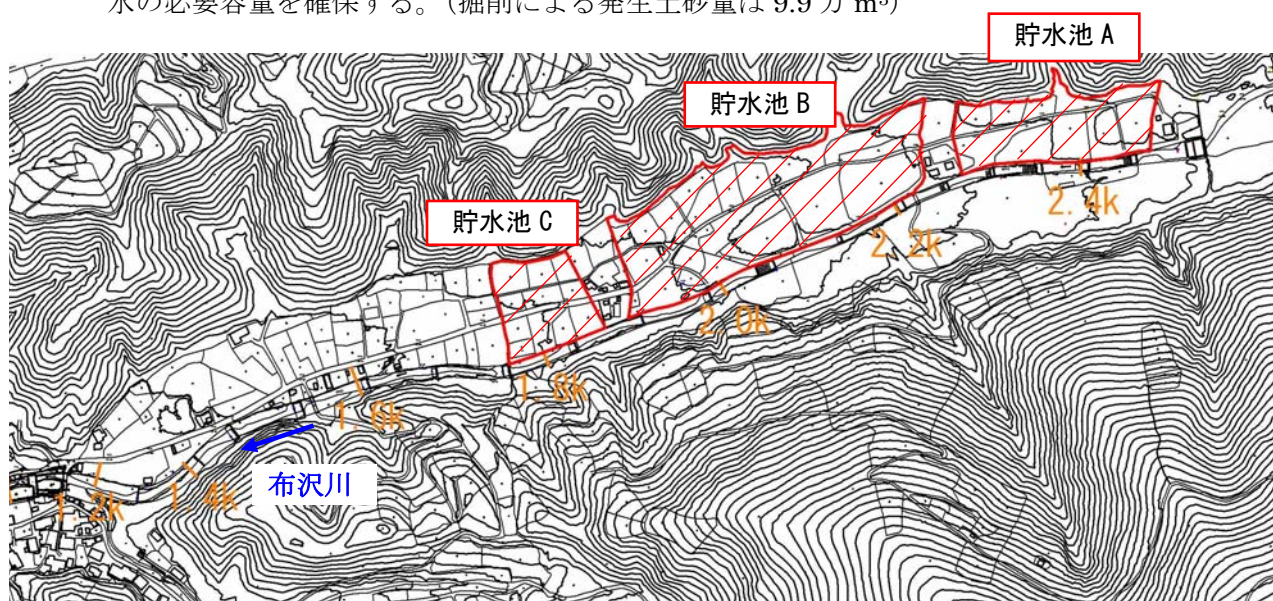 水の必要容量を確保する。(掘削による発生土砂量は 9.9 万 m³)
貯水池 A
貯水池 B
貯水池 C
2.4k
2.2k
2.0k
1.8k
1.6k
1.4k
1.2k
布沢川